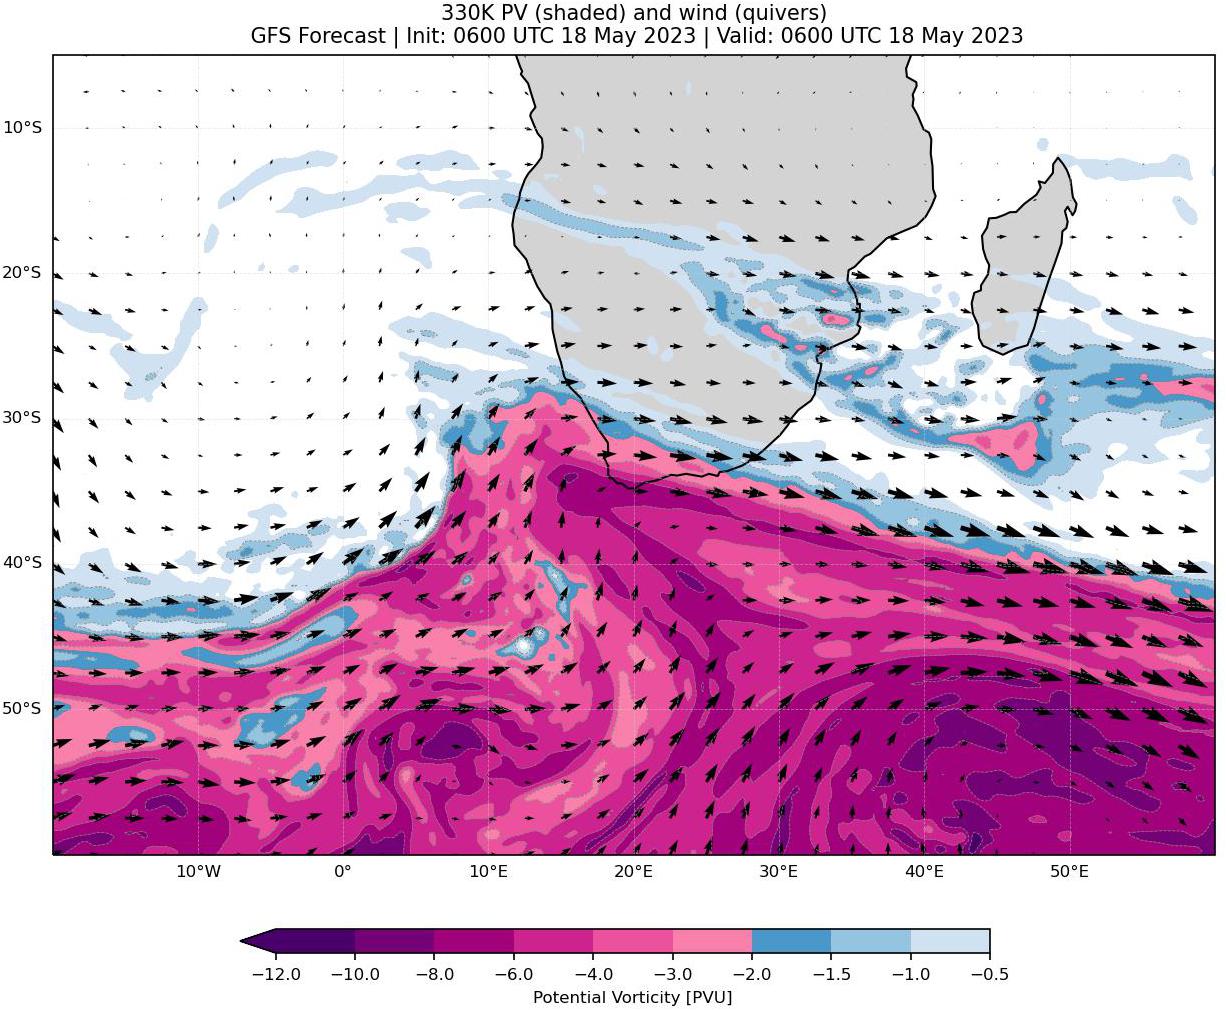 330K PV (shaded) and wind (quivers)
GFS Forecast | Init: 0600 UTC 18 May 2023 | Valid: 0600 UTC 18 May 2023
10°S
20°S
30°S
40°S
50°S
10°W 0° 10°E 20°E 30°E 40°E 50°E
−12.0 −10.0 −8.0 −6.0 −4.0 −3.0 −2.0 −1.5 −1.0 −0.5
Potential Vorticity [PVU]